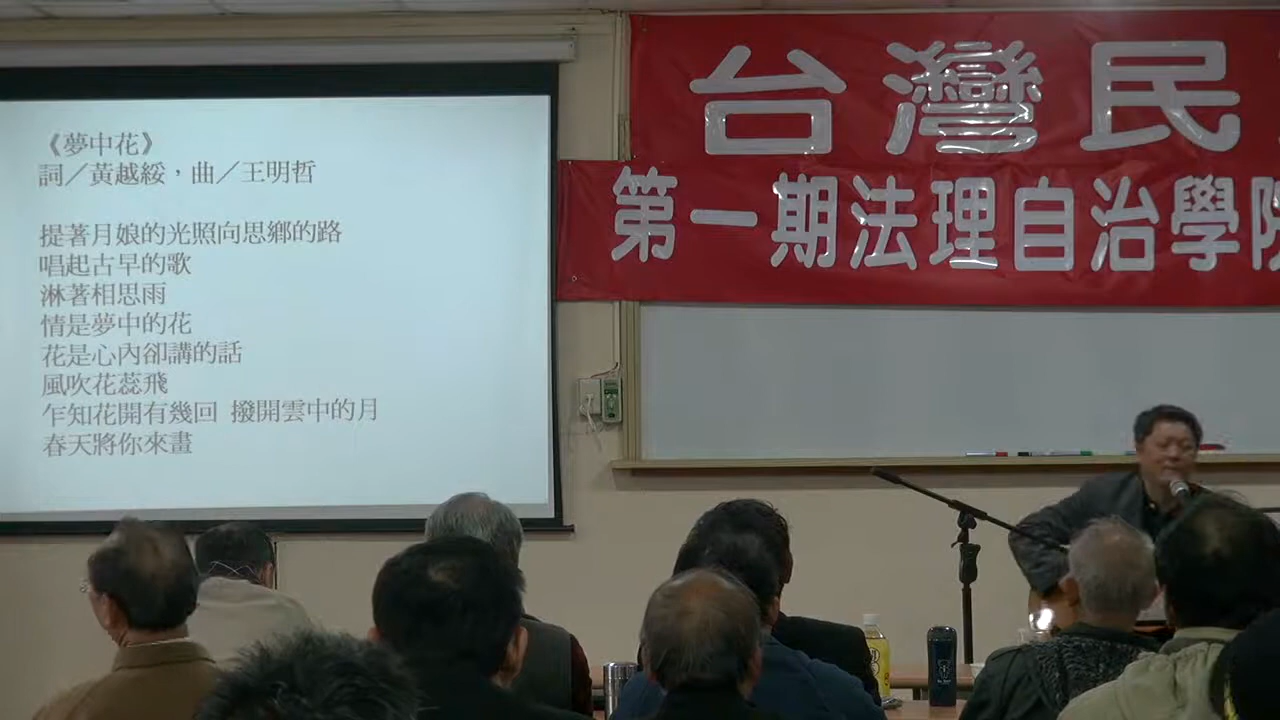 《夢中花》
詞／黃越綏，曲／王明哲
提著月娘的光照向思鄉的路
唱起古早的歌
淋著相思雨
情是夢中的花
花是心內卻講的話
風吹花蕊飛
乍知花開有幾回 撥開雲中的月
春天將你來畫
台灣民
第一期法理自治學院